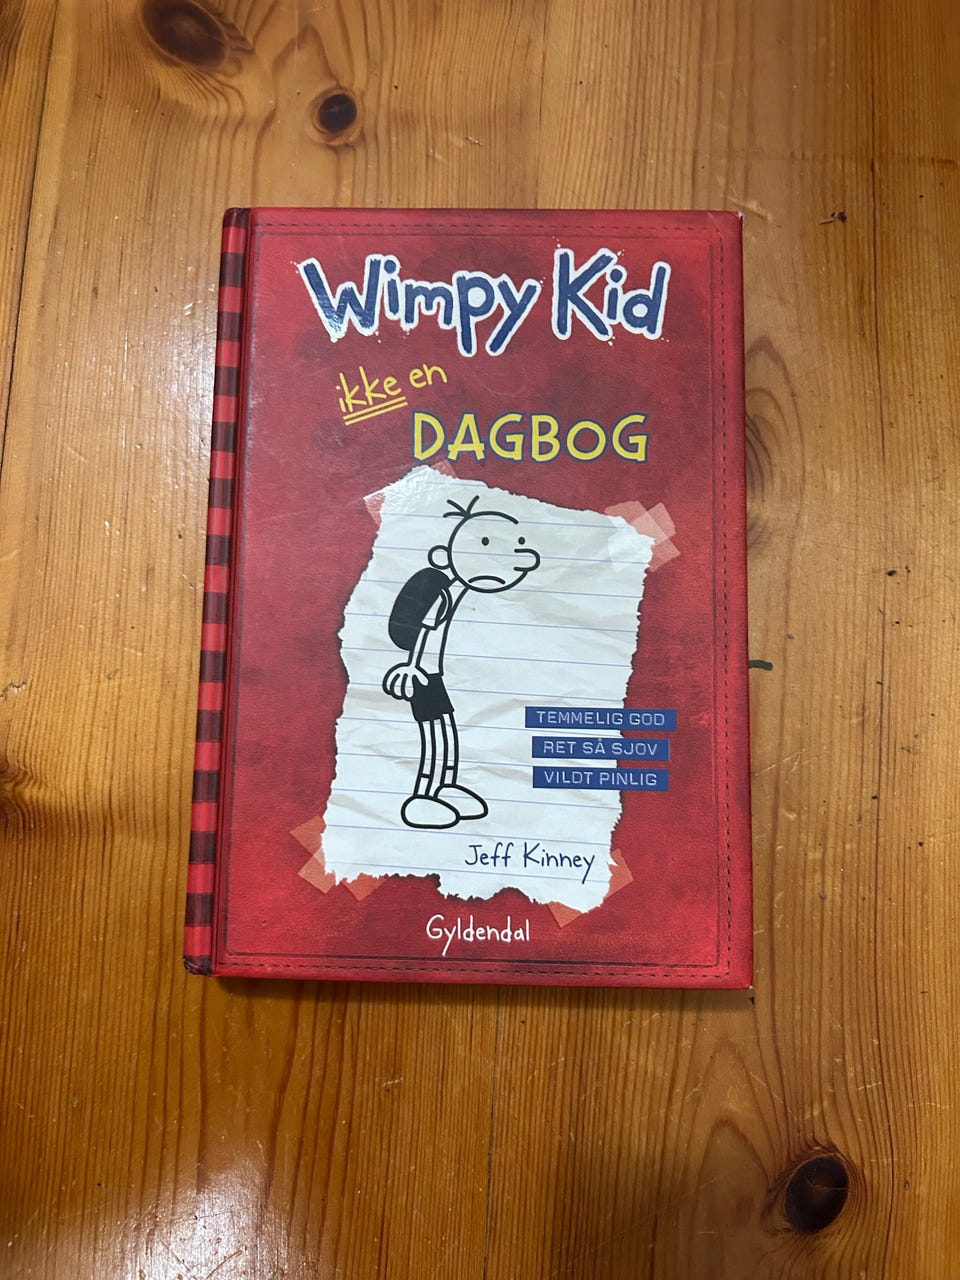 Wimpy Kid
ikke en
DAGBOG
TEMMELIG GOD
RET SÅ SJOV
VILDT PINLIG
Jeff Kinney
Gyldendal